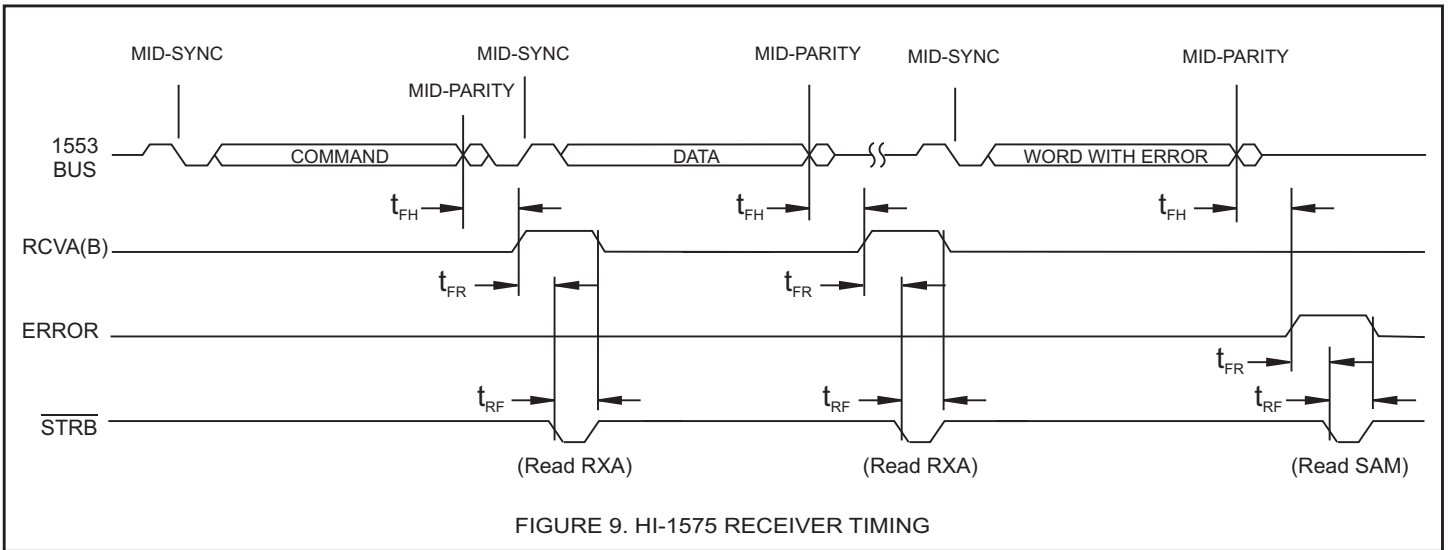 MID-SYNC
MID-SYNC
MID-PARITY
MID-SYNC
MID-PARITY
MID-PARITY
1553
BUS
COMMAND
DATA
WORD WITH ERROR
tFH
tFH
tFH
RCVA(B)
tFR
tFR
ERROR
tFR
tRF
tRF
tRF
STRB
(Read RXA)
(Read RXA)
(Read SAM)
FIGURE 9. HI-1575 RECEIVER TIMING